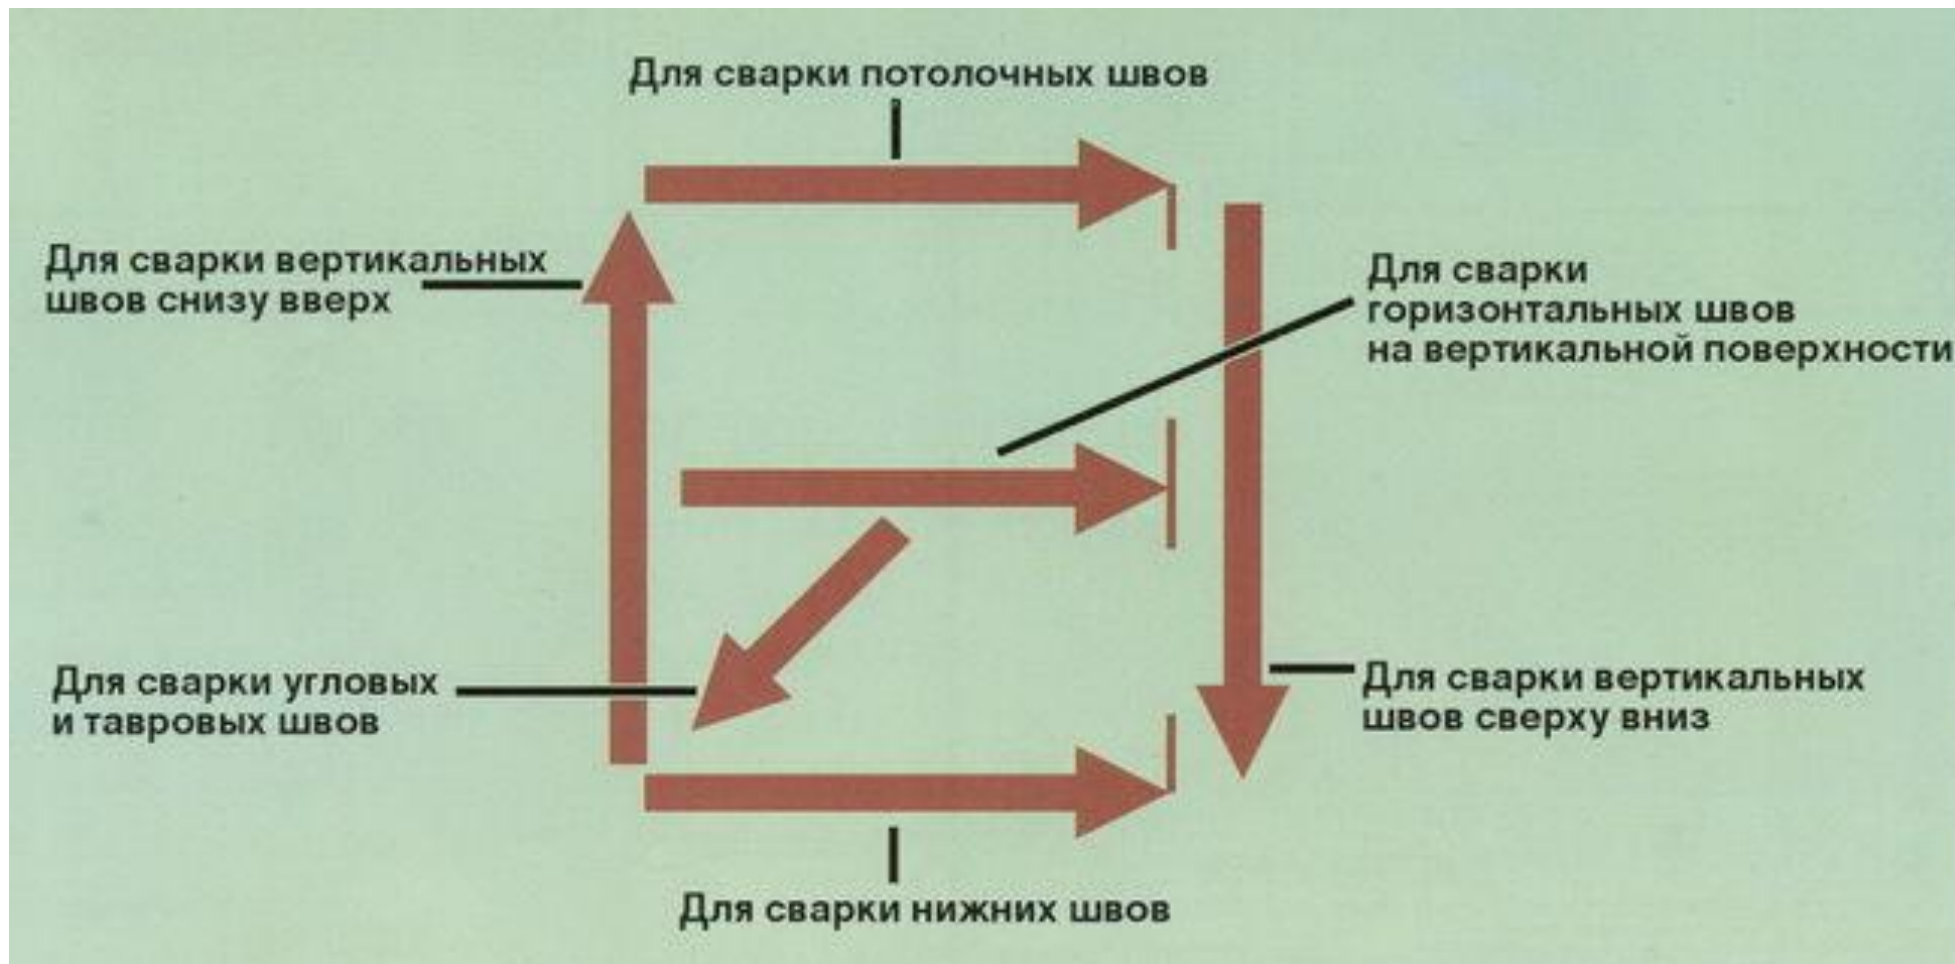 Для сварки потолочных швов
Для сварки вертикальных
швов снизу вверх
Для сварки
горизонтальных швов
на вертикальной поверхности
Для сварки угловых
и тавровых швов
Для сварки вертикальных
швов сверху вниз
Для сварки нижних швов